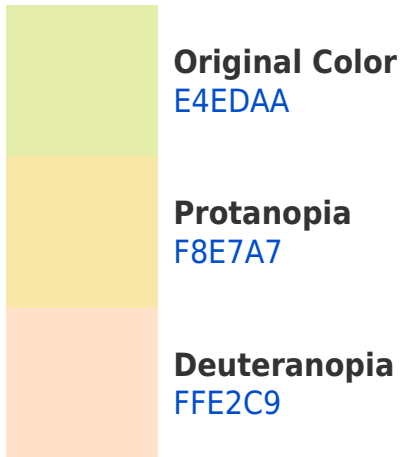 Original Color
E4EDAA
Protanopia
F8E7A7
Deuteranopia
FFE2C9